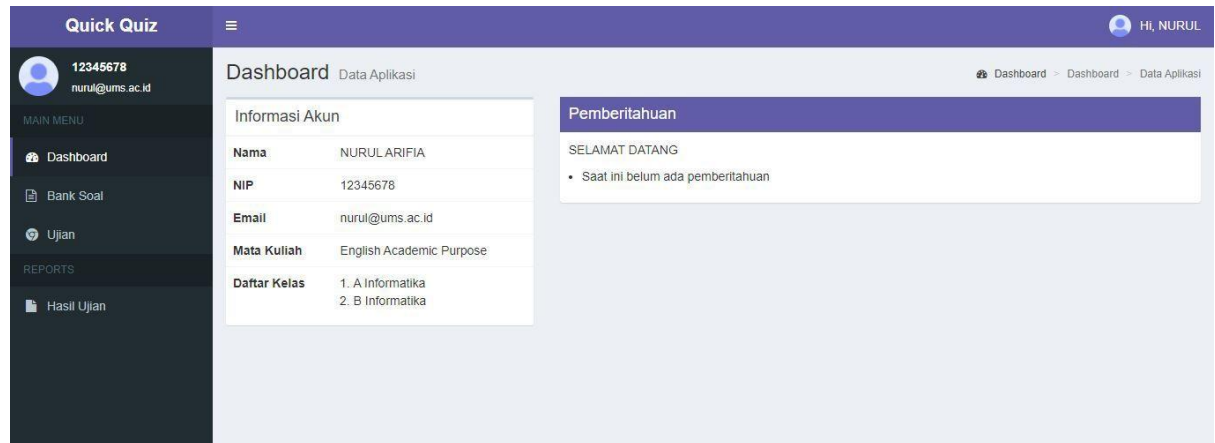 Quick Quiz
Hi, NURUL
12345678
nurul@ums.ac.id
MAIN MENU
Dashboard
Bank Soal
Ujian
REPORTS
Hasil Ujian
Dashboard Data Aplikasi
Dashboard > Dashboard > Data Aplikasi
Informasi Akun
Nama NURUL ARIFIA
NIP 12345678
Email nurul@ums.ac.id
Mata Kuliah English Academic Purpose
Daftar Kelas 1. A Informatika
2. B Informatika
Pemberitahuan
SELAMAT DATANG
• Saat ini belum ada pemberitahuan